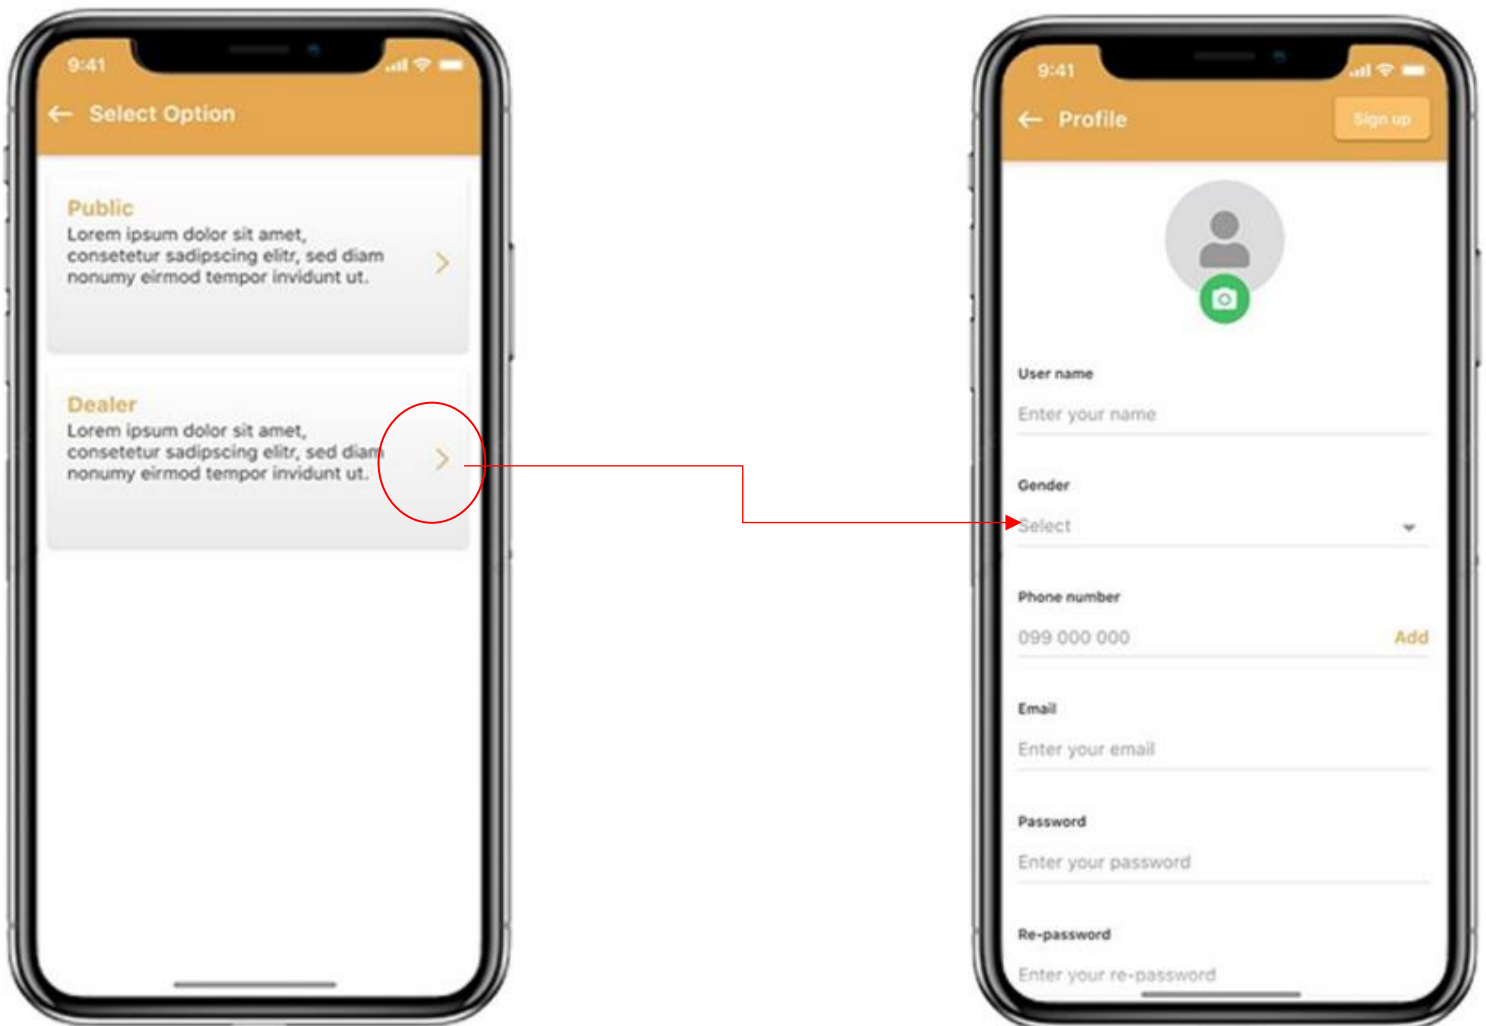 9:41
Select Option
Public
Lorem ipsum dolor sit amet,
consetetur sadipscing elitr, sed diam
nonumy eirmod tempor invidunt ut.
Dealer
Lorem ipsum dolor sit amet,
consetetur sadipscing elitr, sed diam
nonumy eirmod tempor invidunt ut.
9:41
Profile
Sign up
User name
Enter your name
Gender
Select
Phone number
099 000 000
Add
Email
Enter your email
Password
Enter your password
Re-password
Enter your re-password